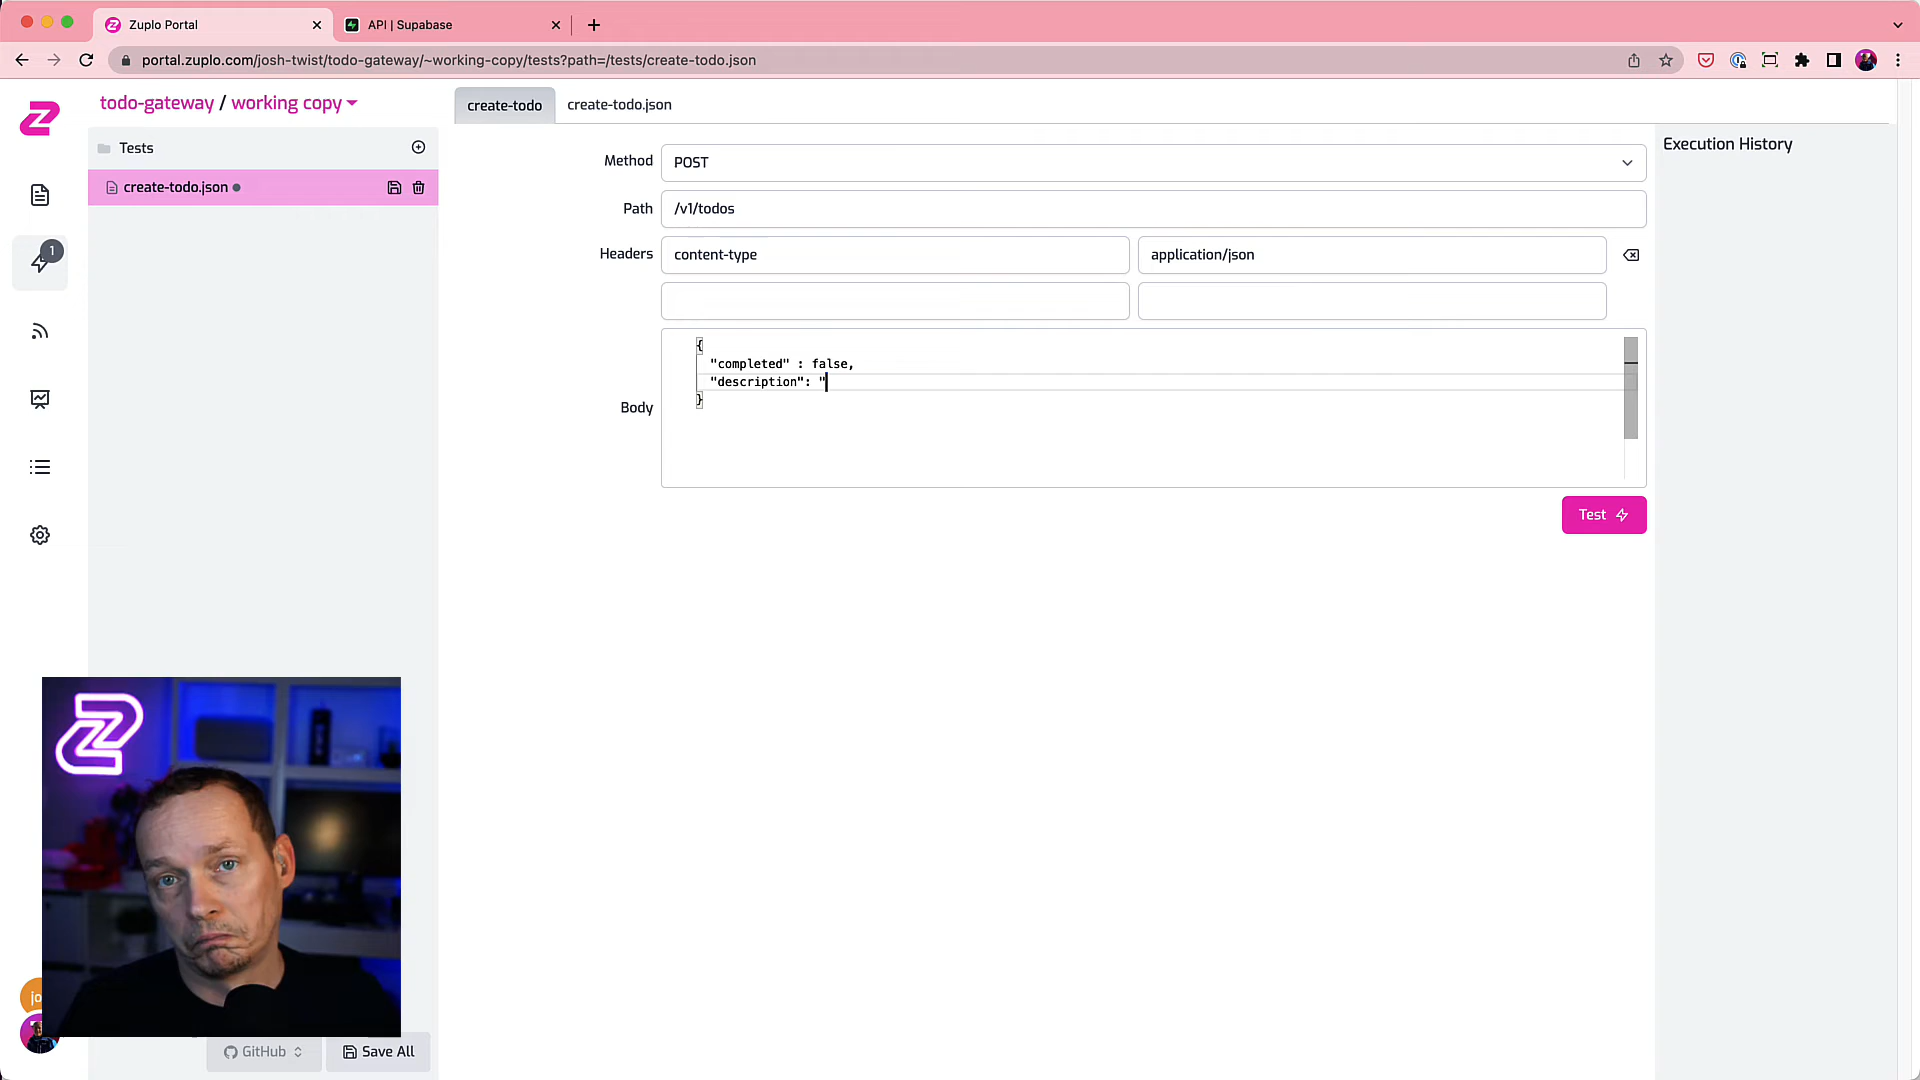 Zuplo Portal
API | Supabase
portal.zuplo.com/josh-twist/todo-gateway/~working-copy/tests?path=/tests/create-todo.json
todo-gateway / working copy
create-todo
create-todo.json
Tests
create-todo.json
1
Execution History
Method
POST
Path
/v1/todos
Headers
content-type
application/json
Body
{
"completed" : false,
"description": "
}
Test
jo
GitHub
Save All